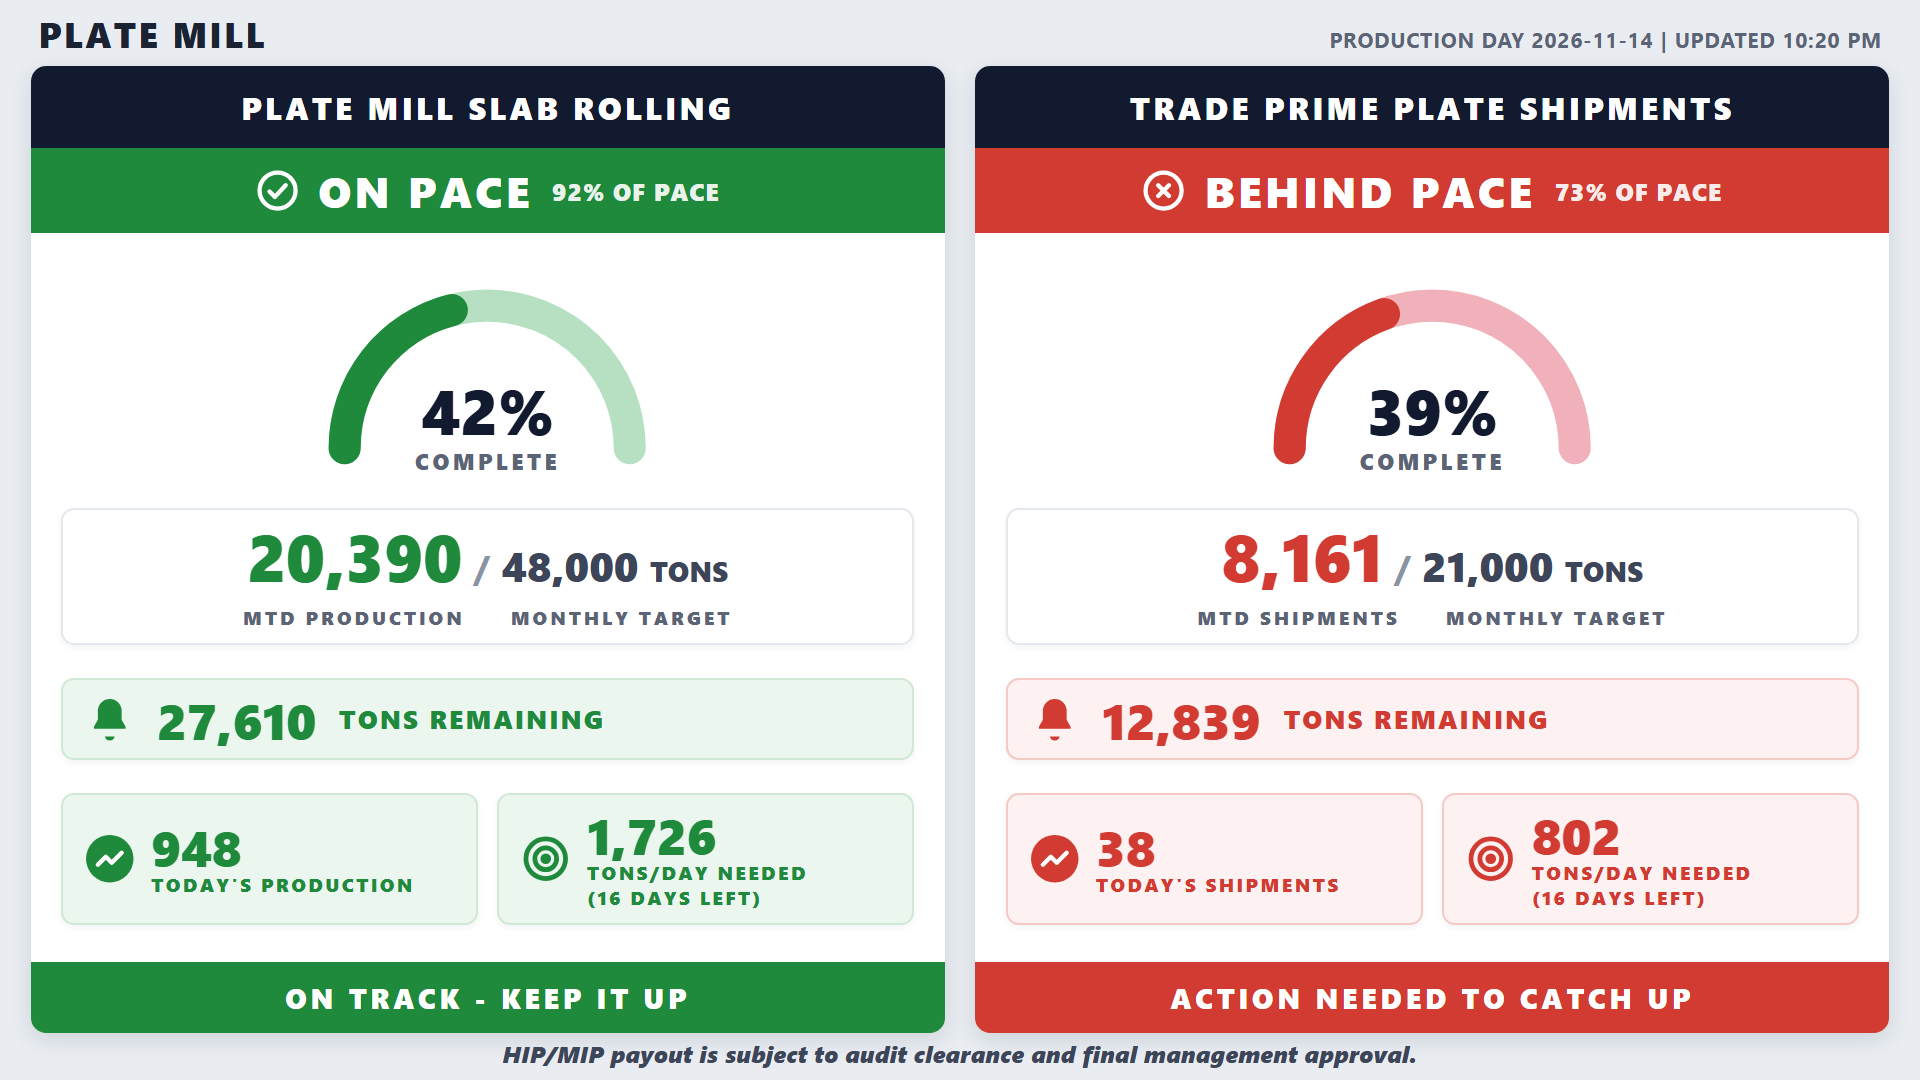 PLATE MILL
PRODUCTION DAY 2026-11-14 | UPDATED 10:20 PM
PLATE MILL SLAB ROLLING
ON PACE 92% OF PACE
42%
COMPLETE
20,390 / 48,000 TONS
MTD PRODUCTION MONTHLY TARGET
27,610 TONS REMAINING
948
TODAY'S PRODUCTION
1,726
TONS/DAY NEEDED
(16 DAYS LEFT)
ON TRACK - KEEP IT UP
TRADE PRIME PLATE SHIPMENTS
BEHIND PACE 73% OF PACE
39%
COMPLETE
8,161 / 21,000 TONS
MTD SHIPMENTS MONTHLY TARGET
12,839 TONS REMAINING
38
TODAY'S SHIPMENTS
802
TONS/DAY NEEDED
(16 DAYS LEFT)
ACTION NEEDED TO CATCH UP
HIP/MIP payout is subject to audit clearance and final management approval.